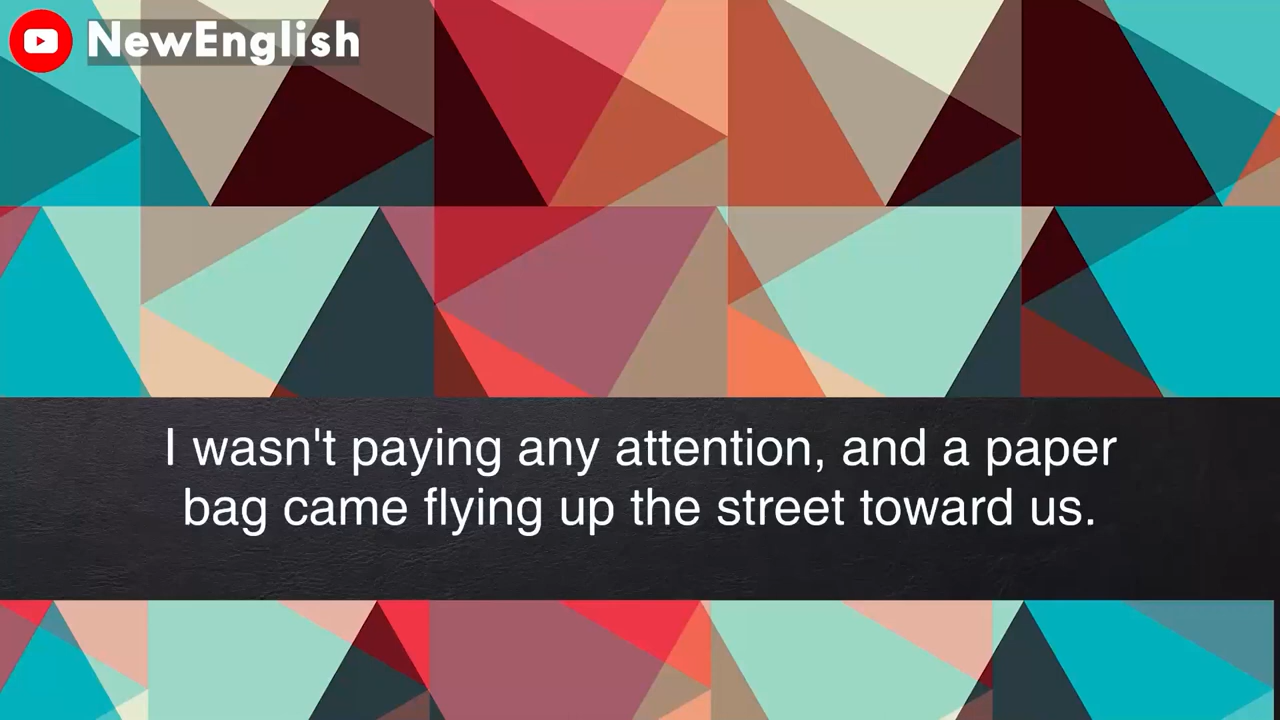 NewEnglish
I wasn't paying any attention, and a paper
bag came flying up the street toward us.